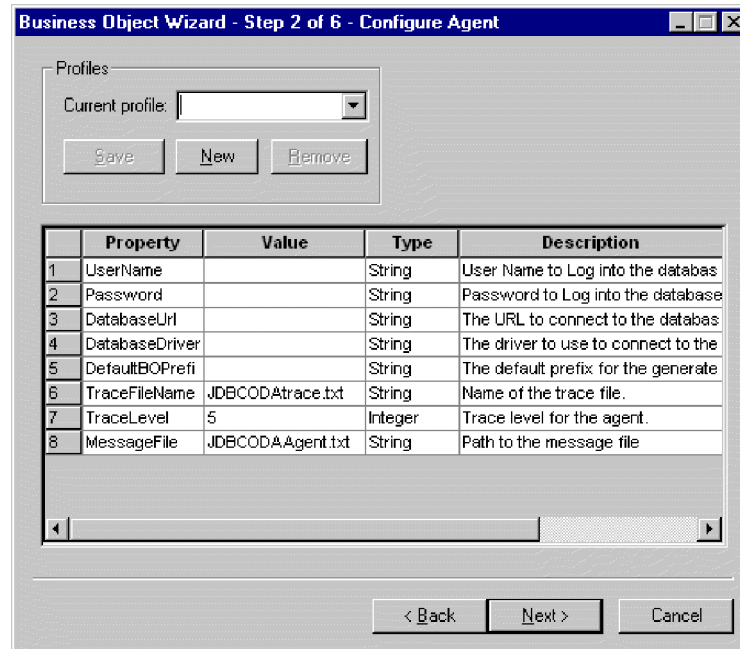 Business Object Wizard - Step 2 of 6 - Configure Agent
Profiles
Current profile:
Save New Remove
Property Value Type Description
1 UserName String User Name to Log into the databas
2 Password String Password to Log into the database
3 DatabaseUrl String The URL to connect to the databas
4 DatabaseDriver String The driver to use to connect to the
5 DefaultBOPrefi String The default prefix for the generate
6 TraceFileName JDBCODAtrace.txt String Name of the trace file.
7 TraceLevel 5 Integer Trace level for the agent.
8 MessageFile JDBCODAAgent.txt String Path to the message file
< Back Next > Cancel